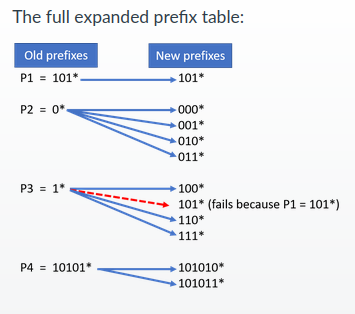 The full expanded prefix table:
Old prefixes New prefixes
P1 = 101* 101*
P2 = 0* 000*
001*
010*
011*
P3 = 1* 100*
101* (fails because P1 = 101*)
110*
111*
P4 = 10101* 101010*
101011*